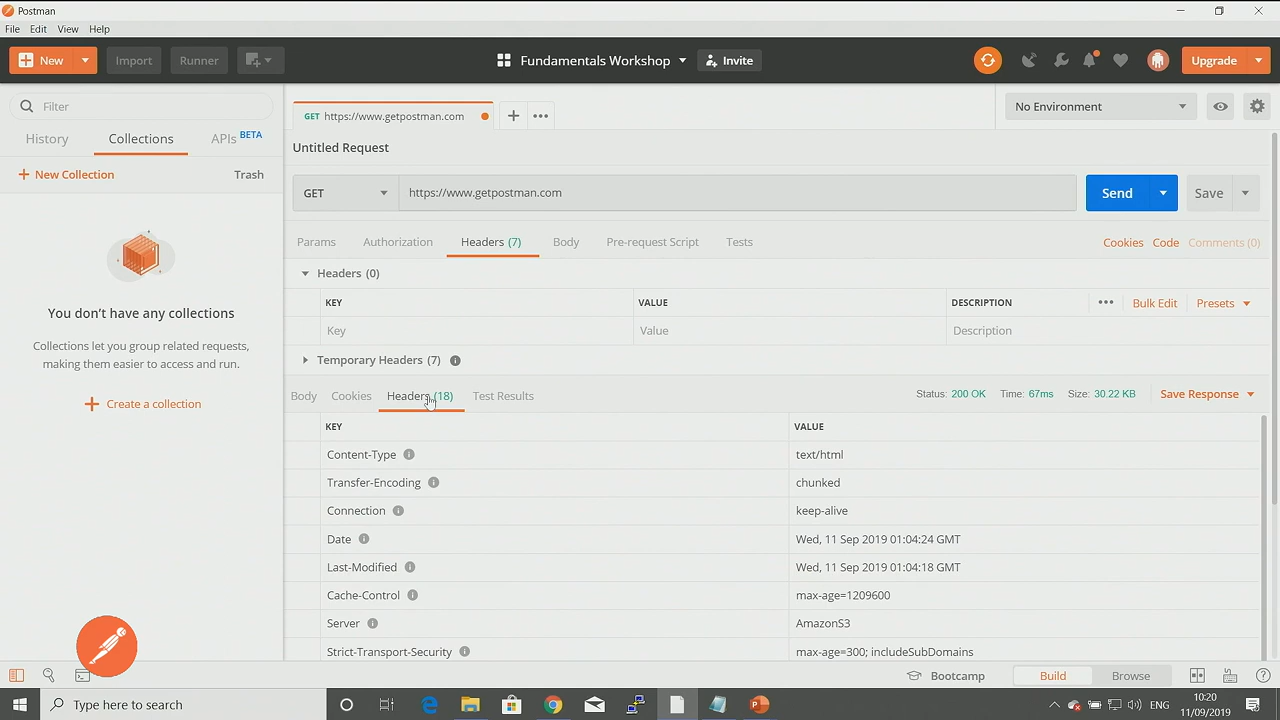 Postman
File Edit View Help
New Import Runner Fundamentals Workshop Invite Upgrade
Filter
History Collections APIs BETA
New Collection Trash
You don't have any collections
Collections let you group related requests,
making them easier to access and run.
Create a collection
GET https://www.getpostman.com
No Environment
Untitled Request
GET https://www.getpostman.com Send Save
Params Authorization Headers (7) Body Pre-request Script Tests Cookies Code Comments (0)
Headers (0)
KEY VALUE DESCRIPTION Bulk Edit Presets
Key Value Description
Temporary Headers (7)
Body Cookies Headers (18) Test Results Status: 200 OK Time: 67ms Size: 30.22 KB Save Response
KEY VALUE
Content-Type text/html
Transfer-Encoding chunked
Connection keep-alive
Date Wed, 11 Sep 2019 01:04:24 GMT
Last-Modified Wed, 11 Sep 2019 01:04:18 GMT
Cache-Control max-age=1209600
Server AmazonS3
Strict-Transport-Security max-age=300; includeSubDomains
Bootcamp Build Browse
Type here to search ENG
10:20
11/09/2019